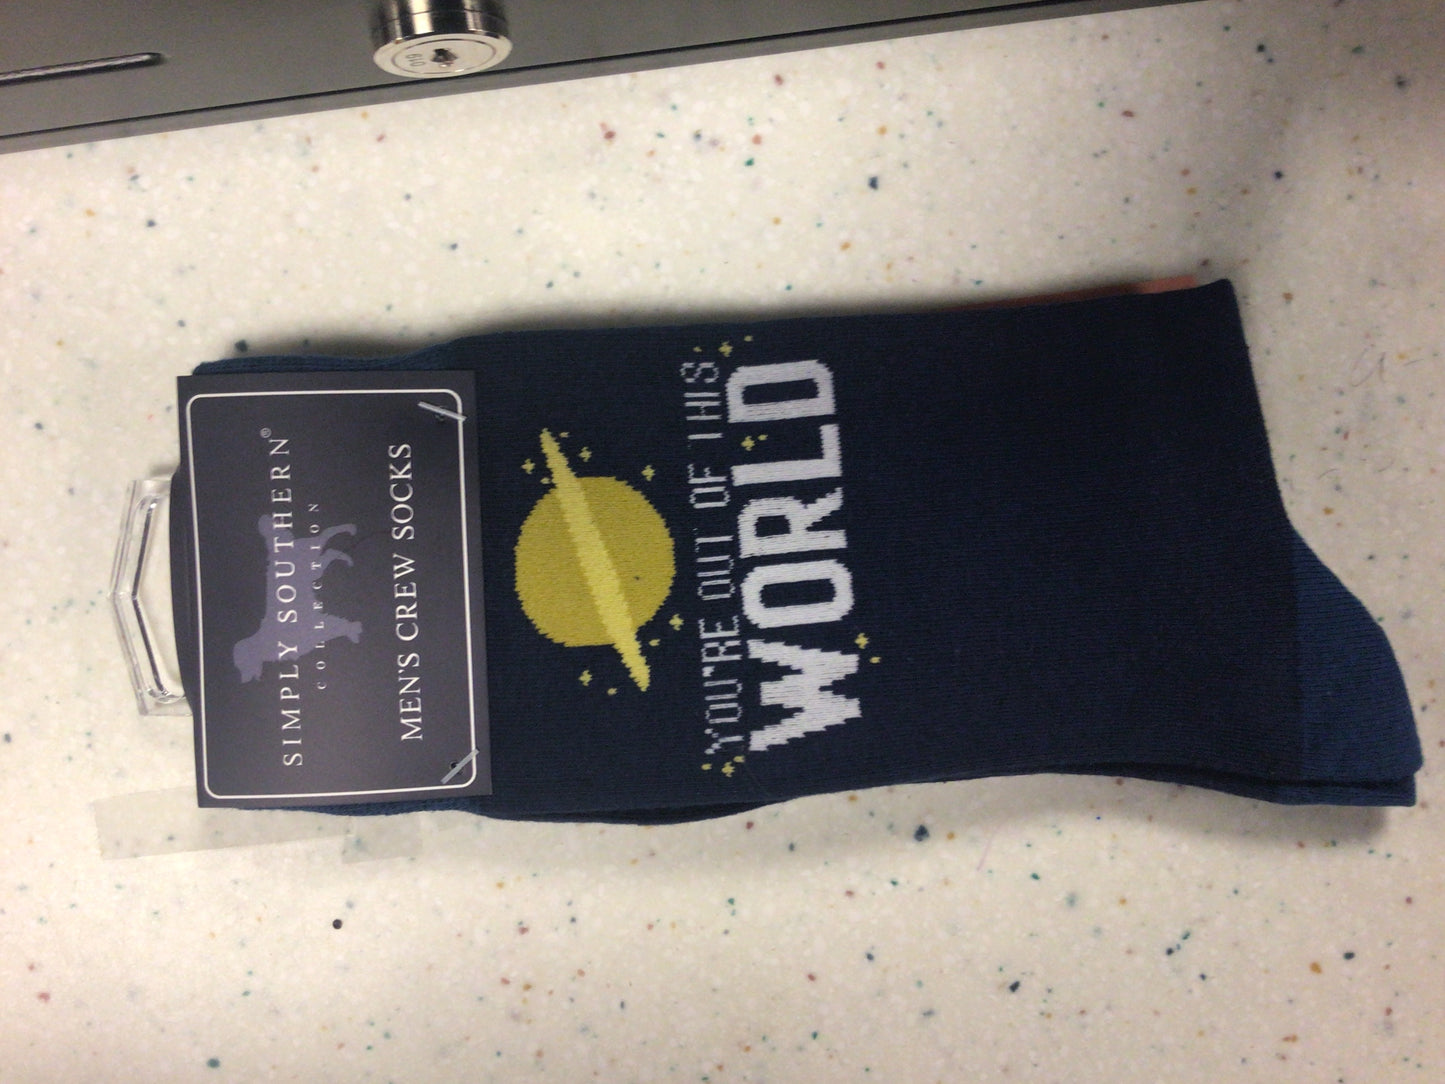 SIMPLY SOUTHERN®
COLLECTION
MEN'S CREW SOCKS
YOU'RE OUT OF THIS
WORLD